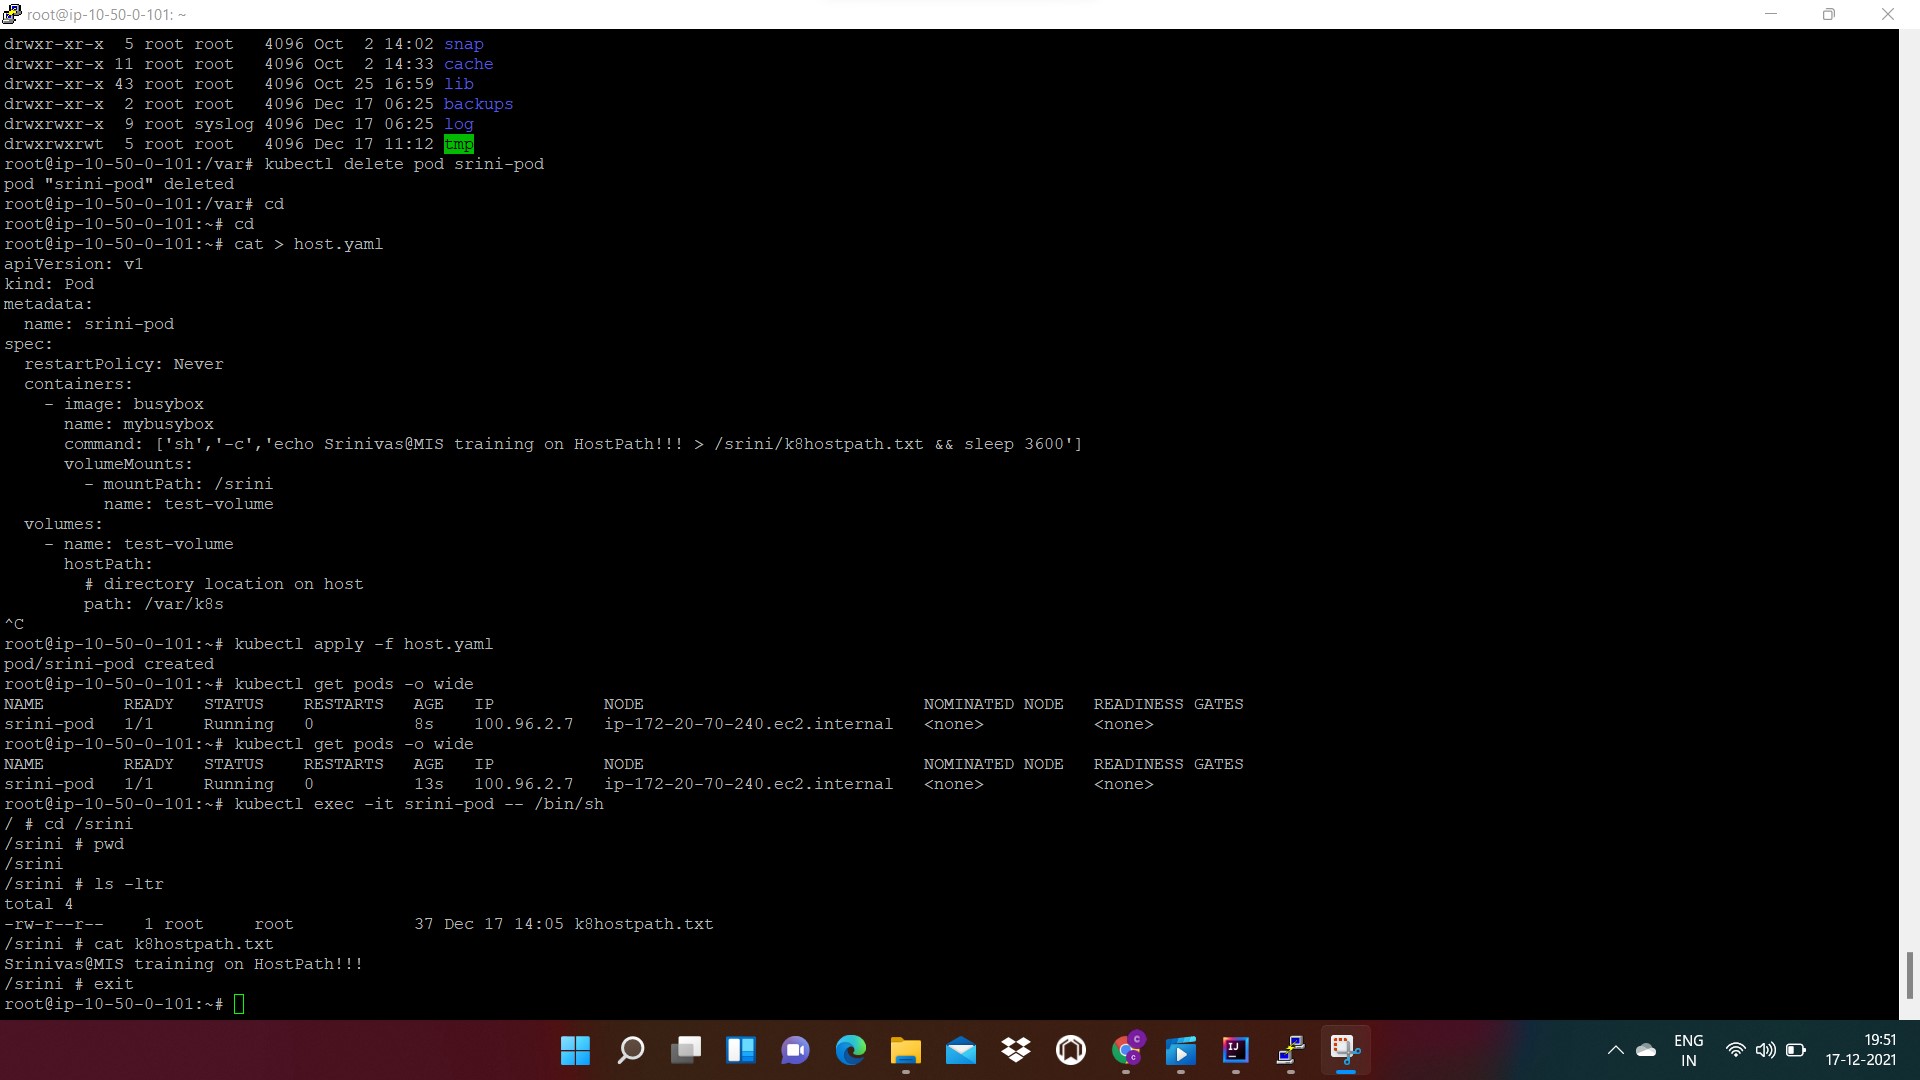 root@ip-10-50-0-101: ~
drwxr-xr-x  5 root root   4096 Oct  2 14:02 snap
drwxr-xr-x 11 root root   4096 Oct  2 14:33 cache
drwxr-xr-x 43 root root   4096 Oct 25 16:59 lib
drwxr-xr-x  2 root root   4096 Dec 17 06:25 backups
drwxrwxr-x  9 root syslog 4096 Dec 17 06:25 log
drwxrwxrwt  5 root root   4096 Dec 17 11:12 tmp
root@ip-10-50-0-101:/var# kubectl delete pod srini-pod
pod "srini-pod" deleted
root@ip-10-50-0-101:/var# cd
root@ip-10-50-0-101:~# cd
root@ip-10-50-0-101:~# cat > host.yaml
apiVersion: v1
kind: Pod
metadata:
  name: srini-pod
spec:
  restartPolicy: Never
  containers:
    - image: busybox
      name: mybusybox
      command: ['sh','-c','echo Srinivas@MIS training on HostPath!!! > /srini/k8hostpath.txt && sleep 3600']
      volumeMounts:
        - mountPath: /srini
          name: test-volume
  volumes:
    - name: test-volume
      hostPath:
        # directory location on host
        path: /var/k8s
^C
root@ip-10-50-0-101:~# kubectl apply -f host.yaml
pod/srini-pod created
root@ip-10-50-0-101:~# kubectl get pods -o wide
NAME        READY   STATUS    RESTARTS   AGE   IP           NODE                            NOMINATED NODE   READINESS GATES
srini-pod   1/1     Running   0          8s    100.96.2.7   ip-172-20-70-240.ec2.internal   <none>           <none>
root@ip-10-50-0-101:~# kubectl get pods -o wide
NAME        READY   STATUS    RESTARTS   AGE   IP           NODE                            NOMINATED NODE   READINESS GATES
srini-pod   1/1     Running   0          13s   100.96.2.7   ip-172-20-70-240.ec2.internal   <none>           <none>
root@ip-10-50-0-101:~# kubectl exec -it srini-pod -- /bin/sh
/ # cd /srini
/srini # pwd
/srini
/srini # ls -ltr
total 4
-rw-r--r--    1 root     root            37 Dec 17 14:05 k8hostpath.txt
/srini # cat k8hostpath.txt
Srinivas@MIS training on HostPath!!!
/srini # exit
root@ip-10-50-0-101:~#
ENG
IN
19:51
17-12-2021